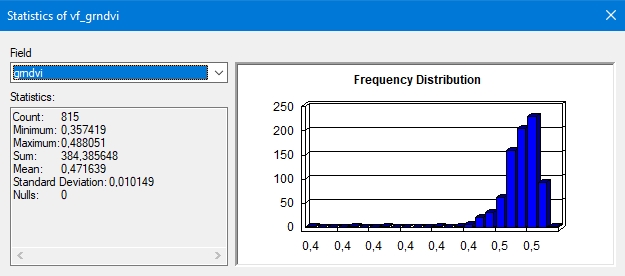 Statistics of vf_grndvi
Field
grndvi
Statistics:
Count: 815
Minimum: 0,357419
Maximum: 0,488051
Sum: 384,385648
Mean: 0,471639
Standard Deviation: 0,010149
Nulls: 0
Frequency Distribution
250
200
150
100
50
0
0,4 0,4 0,4 0,4 0,4 0,4 0,5 0,5